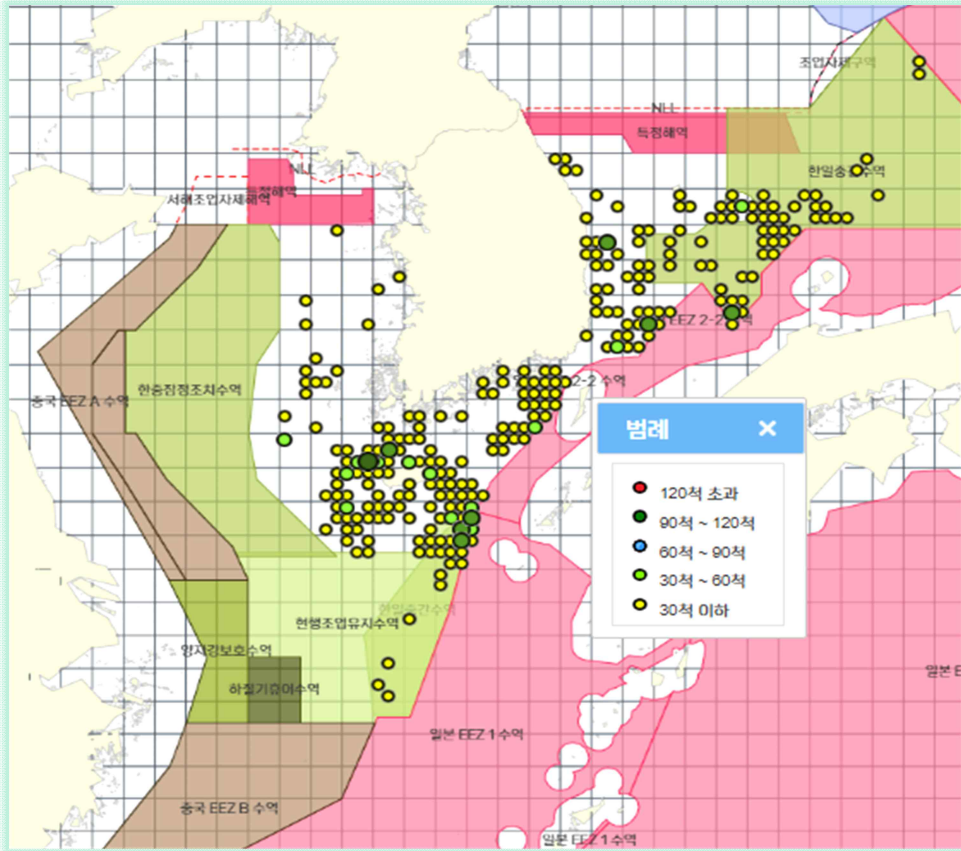 조업자제구역
NLL
특정해역
한일중간수역
NLL
특정해역
서해조업자제해역
EEZ 2-2 수역
2-2 수역
한중잠정조치수역
중국 EEZ A 수역
범례
120척 초과
90척 ~ 120척
60척 ~ 90척
30척 ~ 60척
30척 이하
한일중간수역
현행조업유지수역
양자강보호수역
하절기휴어수역
일본 E
일본 EEZ 1 수역
중국 EEZ B 수역
일본 EEZ 1 수역